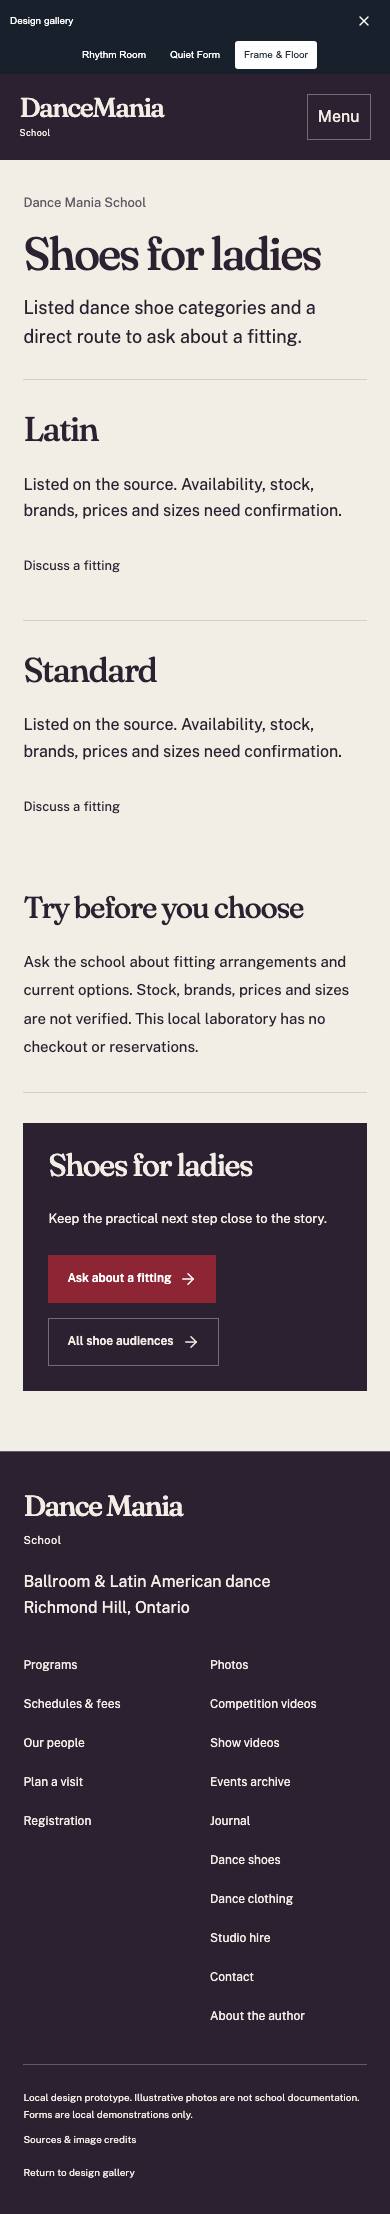 Design gallery
Rhythm Room Quiet Form Frame & Floor
DanceMania
School
Menu
Dance Mania School
Shoes for ladies
Listed dance shoe categories and a
direct route to ask about a fitting.
Latin
Listed on the source. Availability, stock,
brands, prices and sizes need confirmation.
Discuss a fitting
Standard
Listed on the source. Availability, stock,
brands, prices and sizes need confirmation.
Discuss a fitting
Try before you choose
Ask the school about fitting arrangements and
current options. Stock, brands, prices and sizes
are not verified. This local laboratory has no
checkout or reservations.
Shoes for ladies
Keep the practical next step close to the story.
Ask about a fitting
All shoe audiences
Dance Mania
School
Ballroom & Latin American dance
Richmond Hill, Ontario
Programs
Schedules & fees
Our people
Plan a visit
Registration
Photos
Competition videos
Show videos
Events archive
Journal
Dance shoes
Dance clothing
Studio hire
Contact
About the author
Local design prototype. Illustrative photos are not school documentation.
Forms are local demonstrations only.
Sources & image credits
Return to design gallery